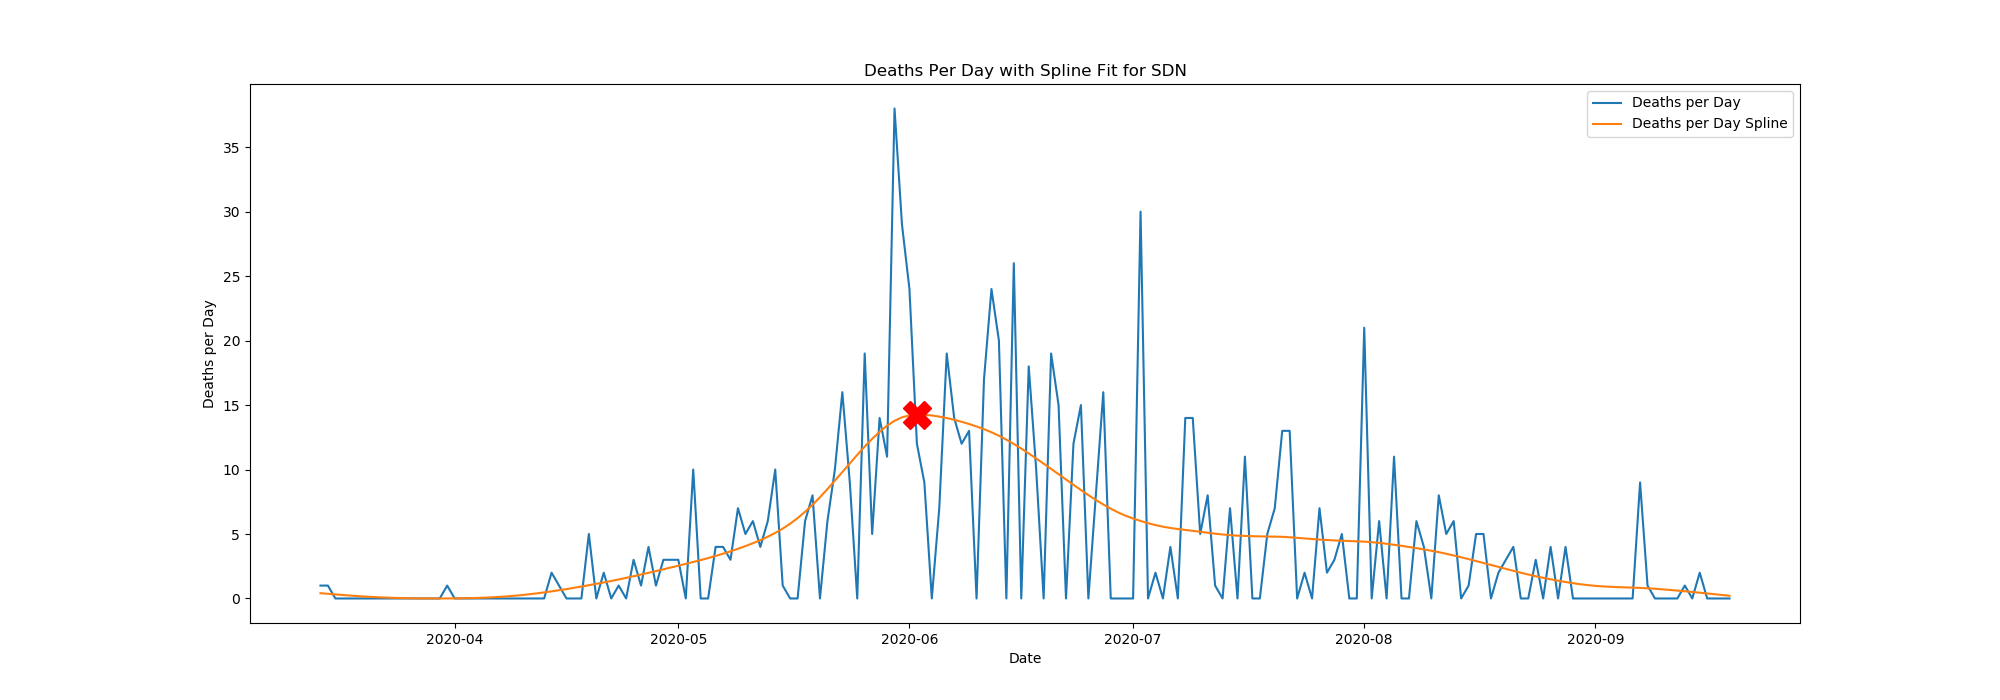 Deaths Per Day with Spline Fit for SDN
Deaths per Day
Deaths per Day Spline
Deaths per Day
35
30
25
20
15
10
5
0
2020-04
2020-05
2020-06
2020-07
2020-08
2020-09
Date